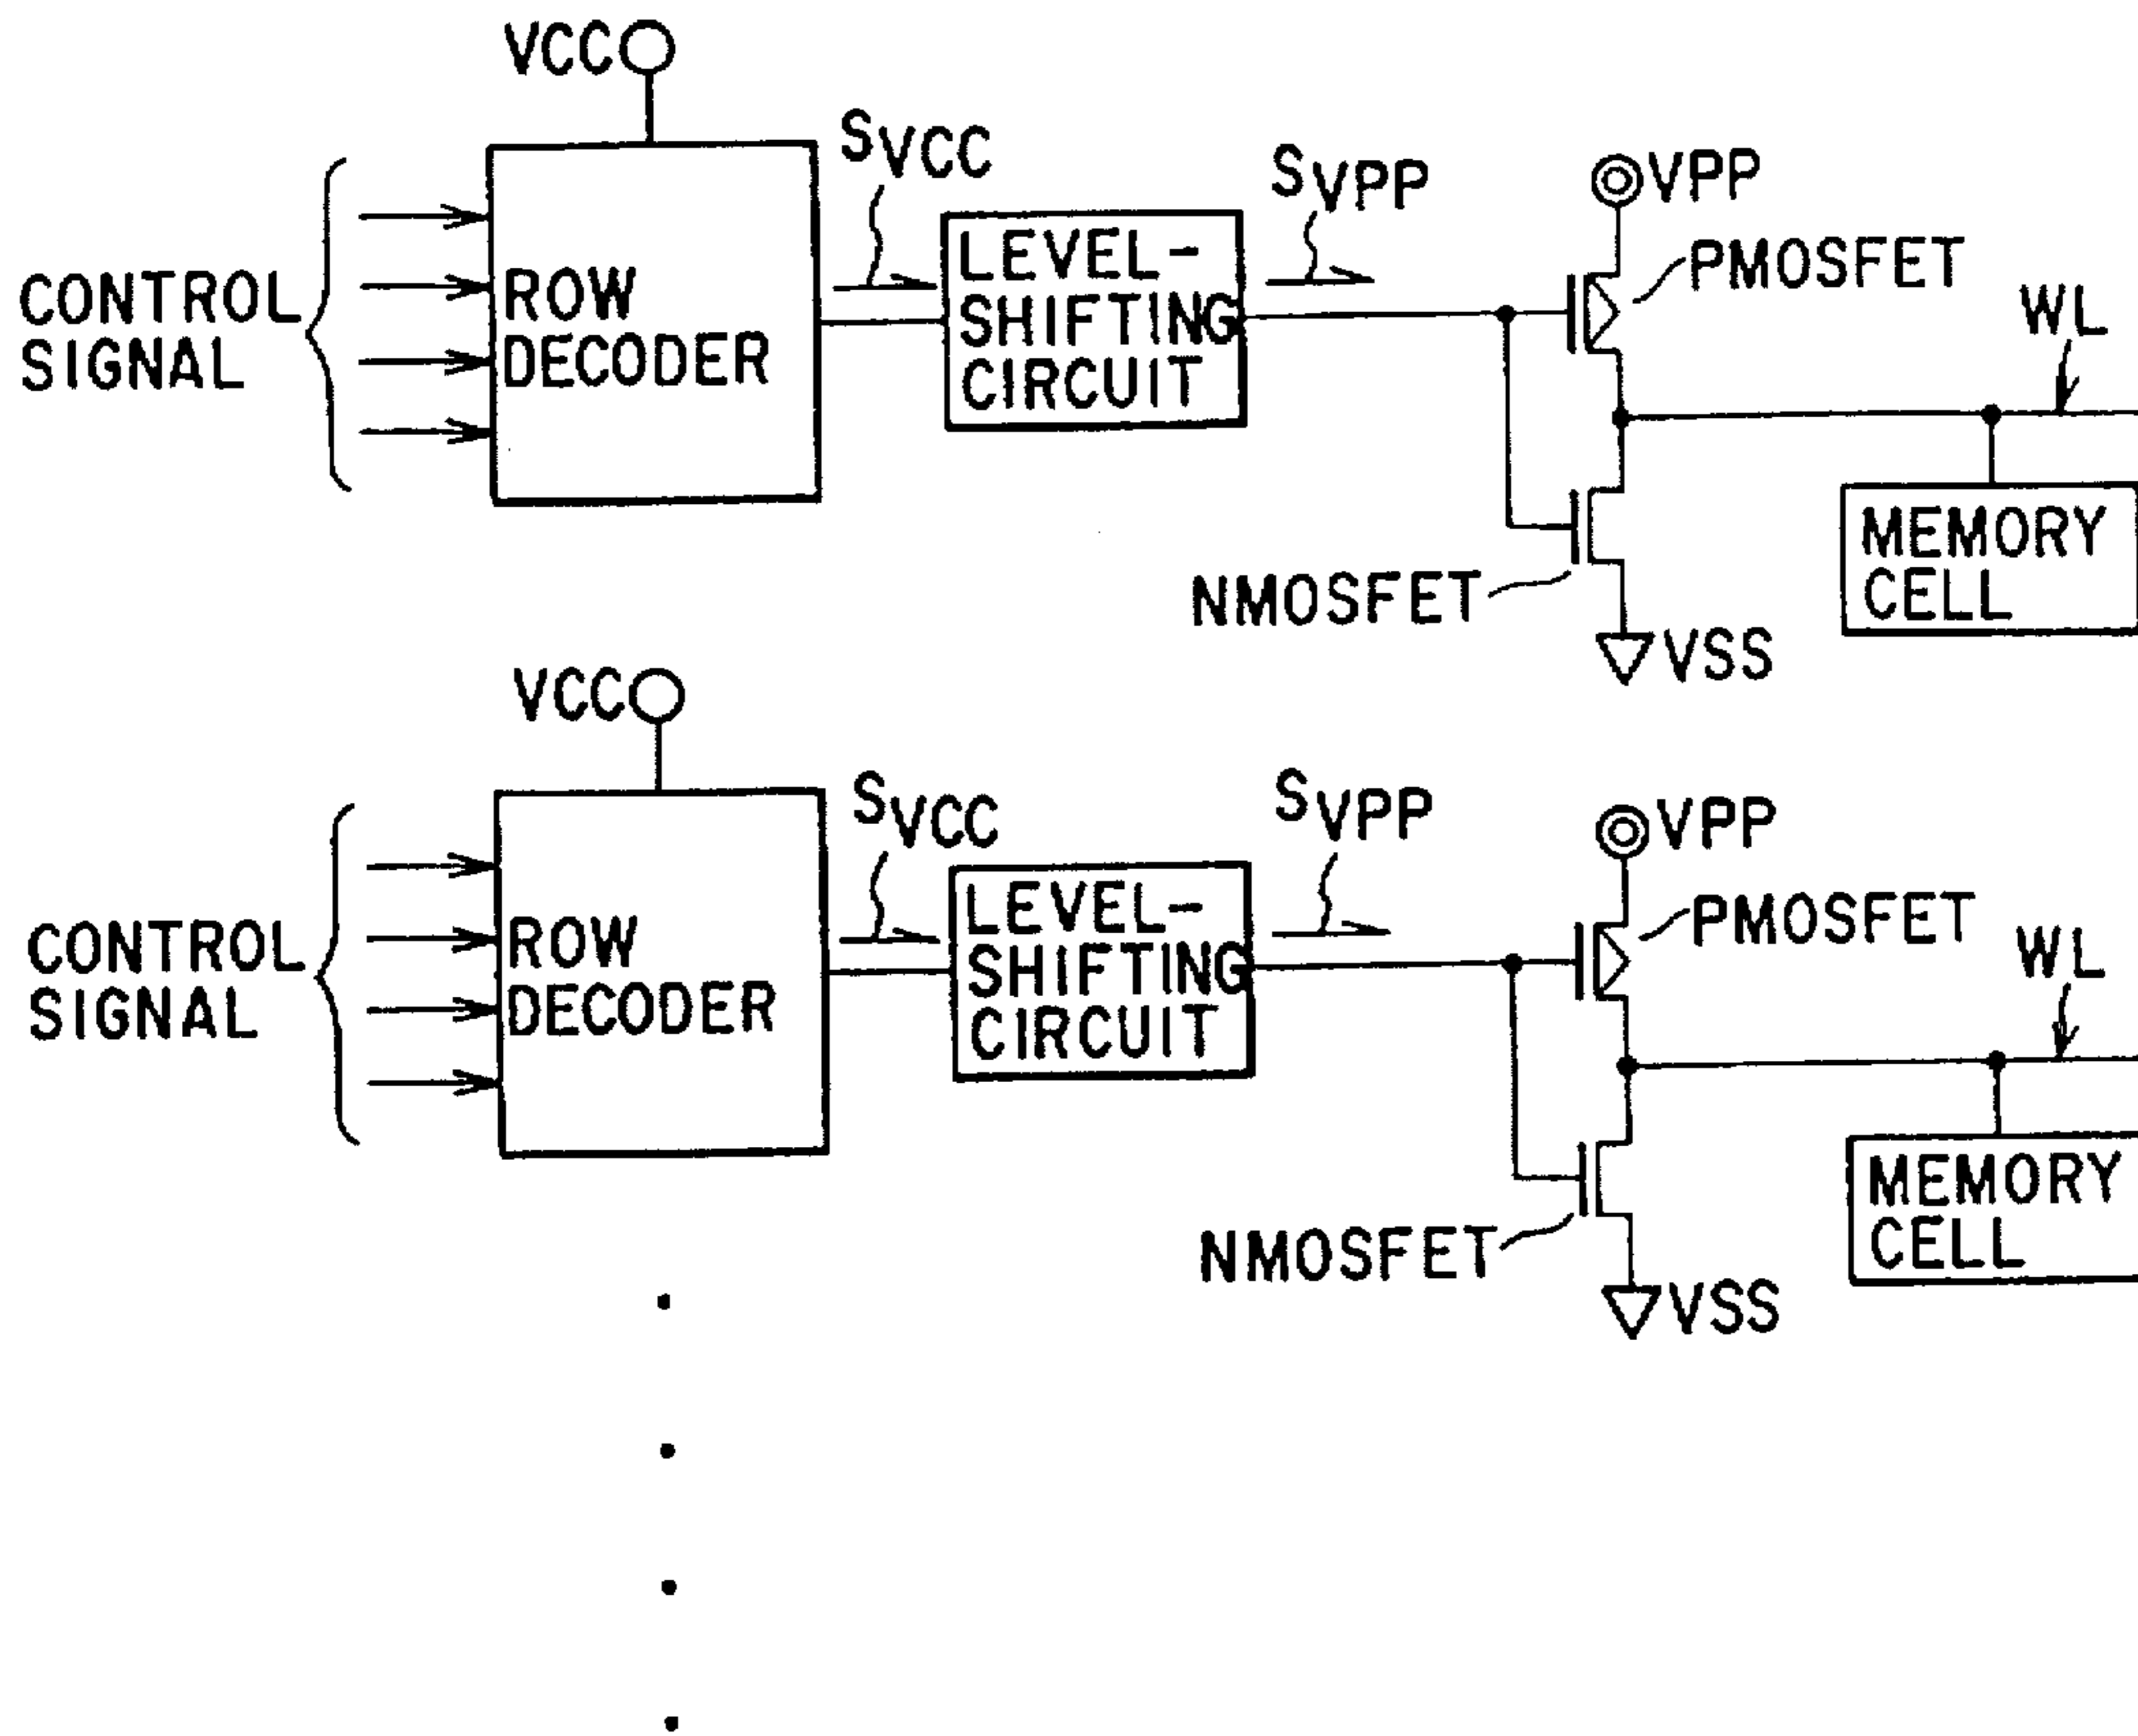 VCC
SVCC
SVPP
VPP
PMOSFET
WL
CONTROL
SIGNAL
ROW
DECODER
LEVEL-
SHIFTING
CIRCUIT
MEMORY
CELL
NMOSFET
VSS
VCC
SVCC
SVPP
VPP
PMOSFET
WL
CONTROL
SIGNAL
ROW
DECODER
LEVEL-
SHIFTING
CIRCUIT
MEMORY
CELL
NMOSFET
VSS